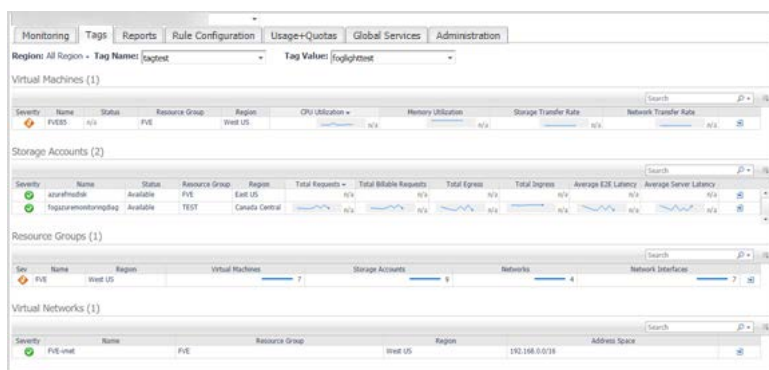 Monitoring Tags Reports Rule Configuration Usage+Quotas Global Services Administration
Region: All Region Tag Name: tagtest Tag Value: foglighttest
Virtual Machines (1)
Search
Severity Name Status Resource Group Region CPU Utilization Memory Utilization Storage Transfer Rate Network Transfer Rate
FVE85 n/a FVE West US n/a n/a n/a n/a
Storage Accounts (2)
Search
Severity Name Status Resource Group Region Total Requests Total Billable Requests Total Egress Total Ingress Average E2E Latency Average Server Latency
azurefmsdisk Available FVE East US n/a n/a n/a n/a n/a n/a
fogazuremonitoringdiag Available TEST Canada Central n/a n/a n/a n/a n/a n/a
Resource Groups (1)
Search
Sev Name Region Virtual Machines Storage Accounts Networks Network Interfaces
FVE West US 7 9 4 7
Virtual Networks (1)
Search
Severity Name Resource Group Region Address Space
FVE-vnet FVE West US 192.168.0.0/16